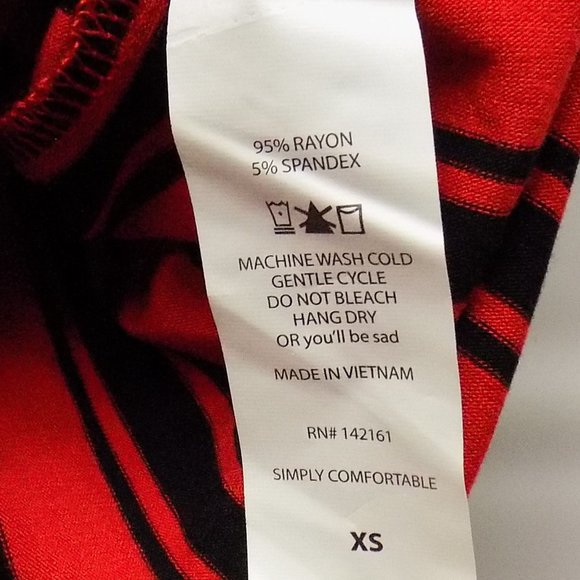 95% RAYON
5% SPANDEX
MACHINE WASH COLD
GENTLE CYCLE
DO NOT BLEACH
HANG DRY
OR you'll be sad
MADE IN VIETNAM
RN# 142161
SIMPLY COMFORTABLE
XS